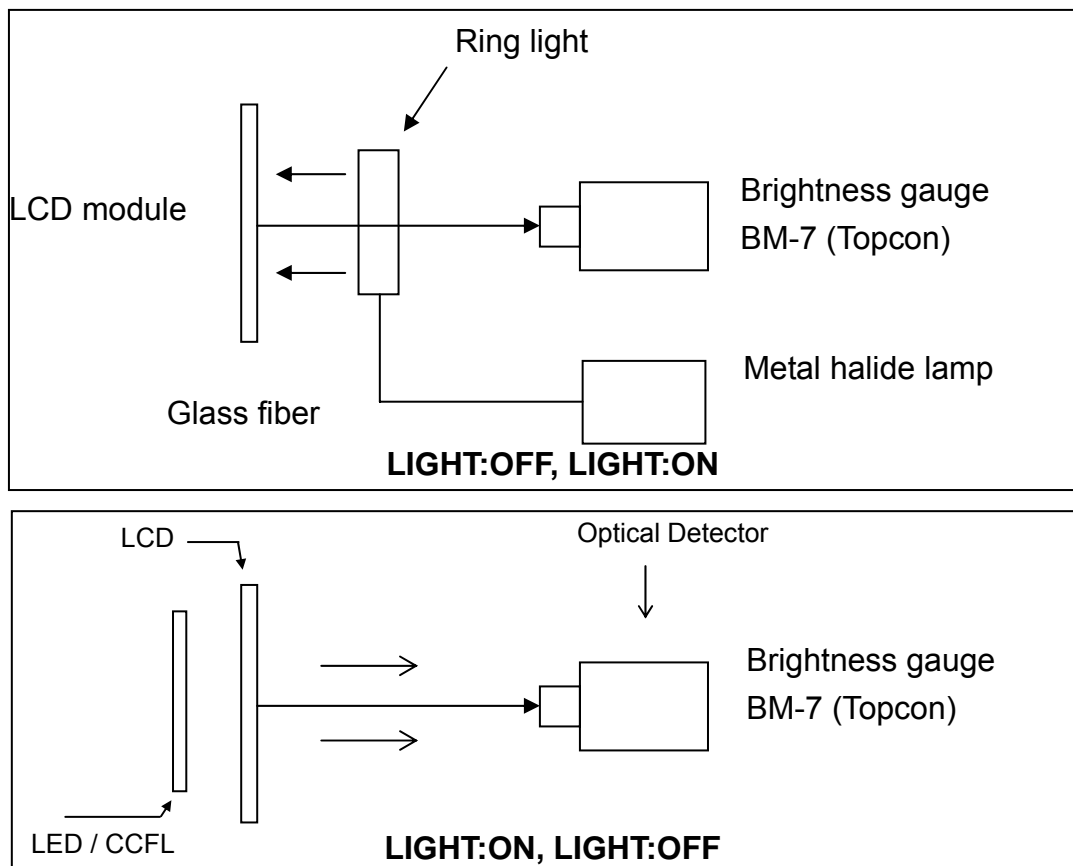 Ring light
LCD module
Brightness gauge
BM-7 (Topcon)
Metal halide lamp
Glass fiber
LIGHT:OFF, LIGHT:ON
LCD
Optical Detector
Brightness gauge
BM-7 (Topcon)
LED / CCFL
LIGHT:ON, LIGHT:OFF